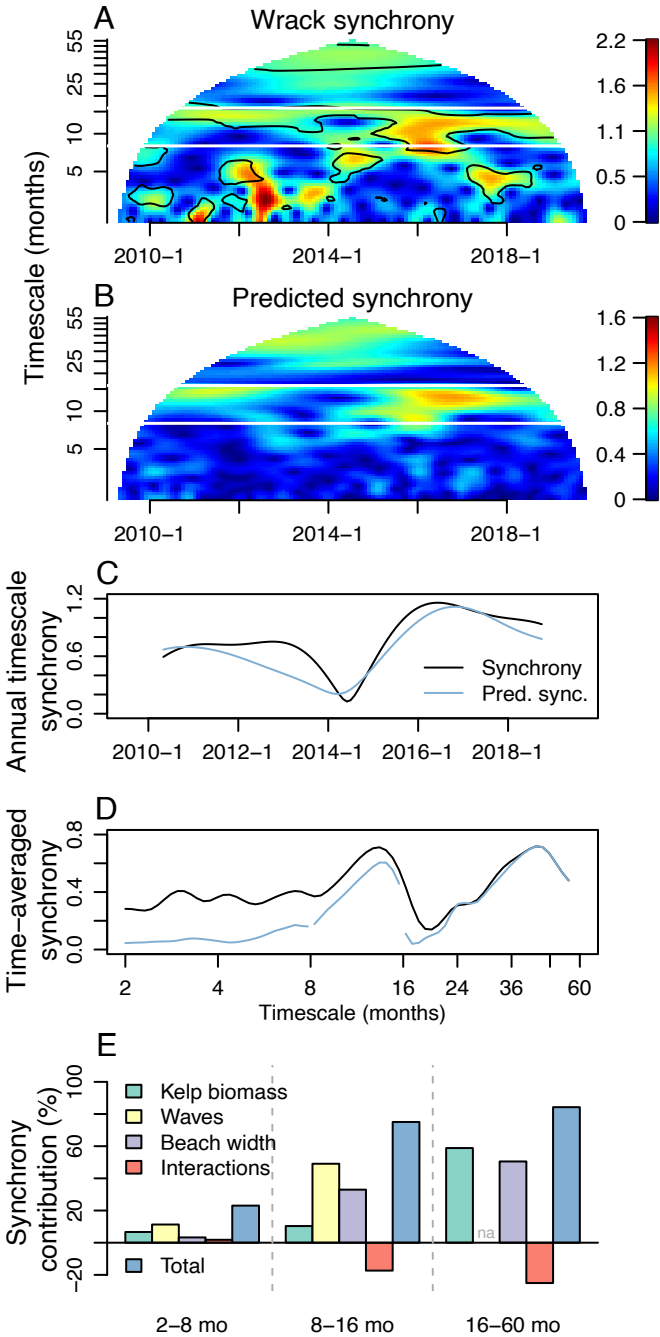 A
Wrack synchrony
55
25
10
5
2.2
1.6
1.1
0.5
0
2010−1
2014−1
2018−1
Timescale (months)
B
Predicted synchrony
55
25
10
5
1.6
1.2
0.8
0.4
0
2010−1
2014−1
2018−1
C
Annual timescale
synchrony
1.2
0.6
0.0
Synchrony
Pred. sync.
2010−1
2012−1
2014−1
2016−1
2018−1
D
Time−averaged
synchrony
0.8
0.4
0.0
2
4
8
16
24
36
60
Timescale (months)
E
Synchrony
contribution (%)
100
60
20
−20
Kelp biomass
Waves
Beach width
Interactions
Total
na
2−8 mo
8−16 mo
16−60 mo